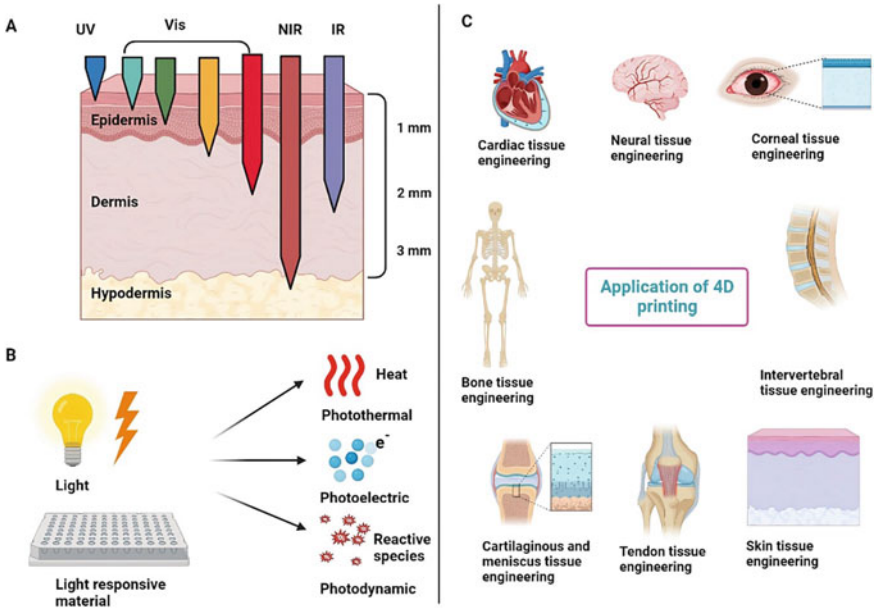 A
UV
Vis
NIR
IR
Epidermis
1 mm
Dermis
2 mm
3 mm
Hypodermis
B
Heat
Photothermal
e-
Photoelectric
Light
Reactive
species
Photodynamic
Light responsive
material
C
Cardiac tissue
engineering
Neural tissue
engineering
Corneal tissue
engineering
Application of 4D
printing
Bone tissue
engineering
Intervertebral
tissue engineering
Cartilaginous and
meniscus tissue
engineering
Tendon tissue
engineering
Skin tissue
engineering